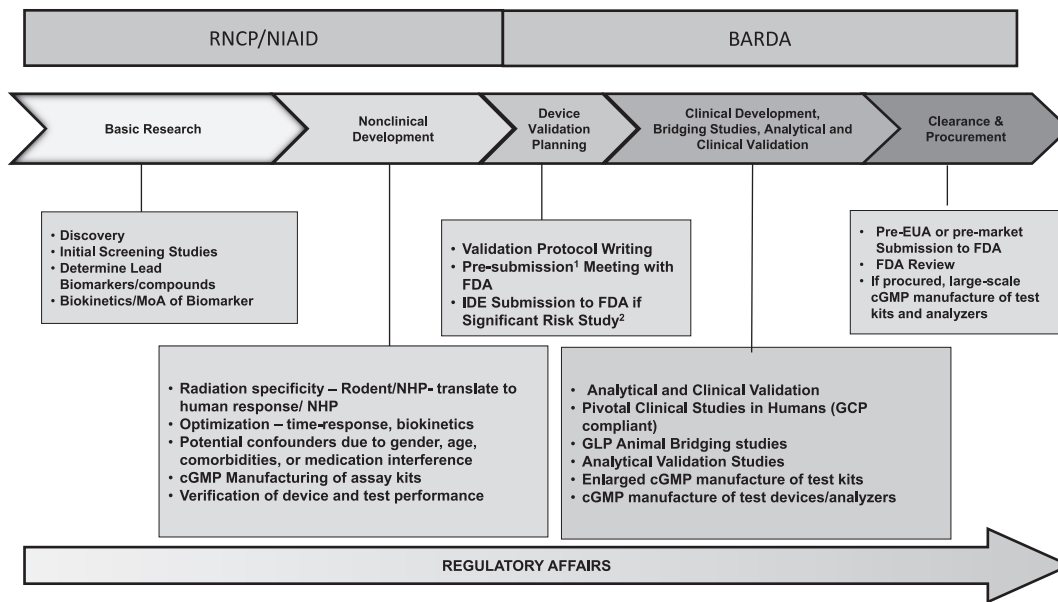 RNCP/NIAID
BARDA
Basic Research
Nonclinical
Development
Device
Validation
Planning
Clinical Development,
Bridging Studies, Analytical and
Clinical Validation
Clearance &
Procurement
• Discovery
• Initial Screening Studies
• Determine Lead
Biomarkers/compounds
• Biokinetics/MoA of Biomarker
• Validation Protocol Writing
• Pre-submission¹ Meeting with
FDA
• IDE Submission to FDA if
Significant Risk Study²
• Pre-EUA or pre-market
Submission to FDA
• FDA Review
• If procured, large-scale
cGMP manufacture of test
kits and analyzers
• Radiation specificity – Rodent/NHP- translate to
human response/ NHP
• Optimization – time-response, biokinetics
• Potential confounders due to gender, age,
comorbidities, or medication interference
• cGMP Manufacturing of assay kits
• Verification of device and test performance
• Analytical and Clinical Validation
• Pivotal Clinical Studies in Humans (GCP
compliant)
• GLP Animal Bridging studies
• Analytical Validation Studies
• Enlarged cGMP manufacture of test kits
• cGMP manufacture of test devices/analyzers
REGULATORY AFFAIRS